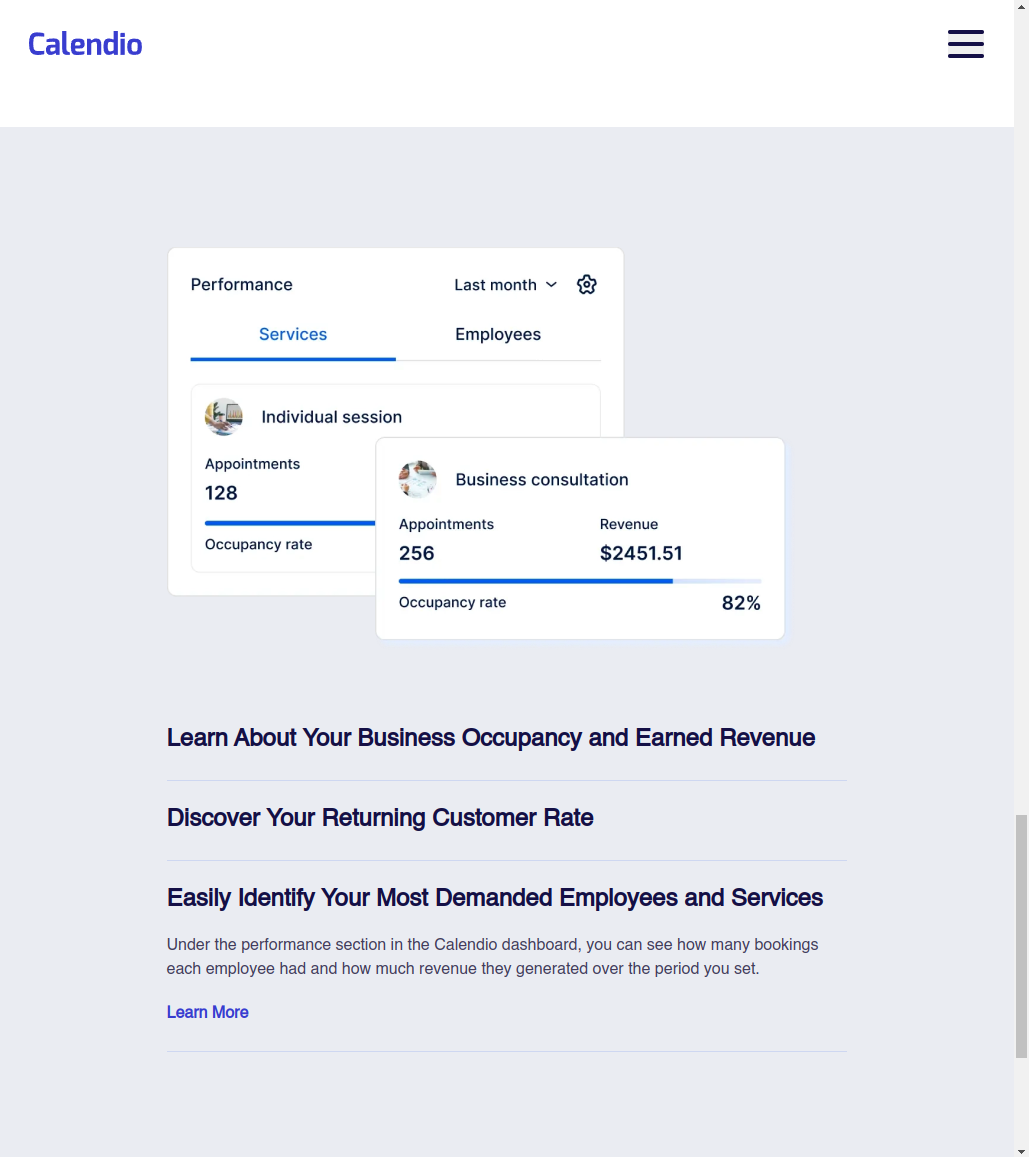 Calendio
Performance
Last month
Services
Employees
Individual session
Appointments
128
Occupancy rate
Business consultation
Appointments
Revenue
256
$2451.51
Occupancy rate
82%
Learn About Your Business Occupancy and Earned Revenue
Discover Your Returning Customer Rate
Easily Identify Your Most Demanded Employees and Services
Under the performance section in the Calendio dashboard, you can see how many bookings
each employee had and how much revenue they generated over the period you set.
Learn More